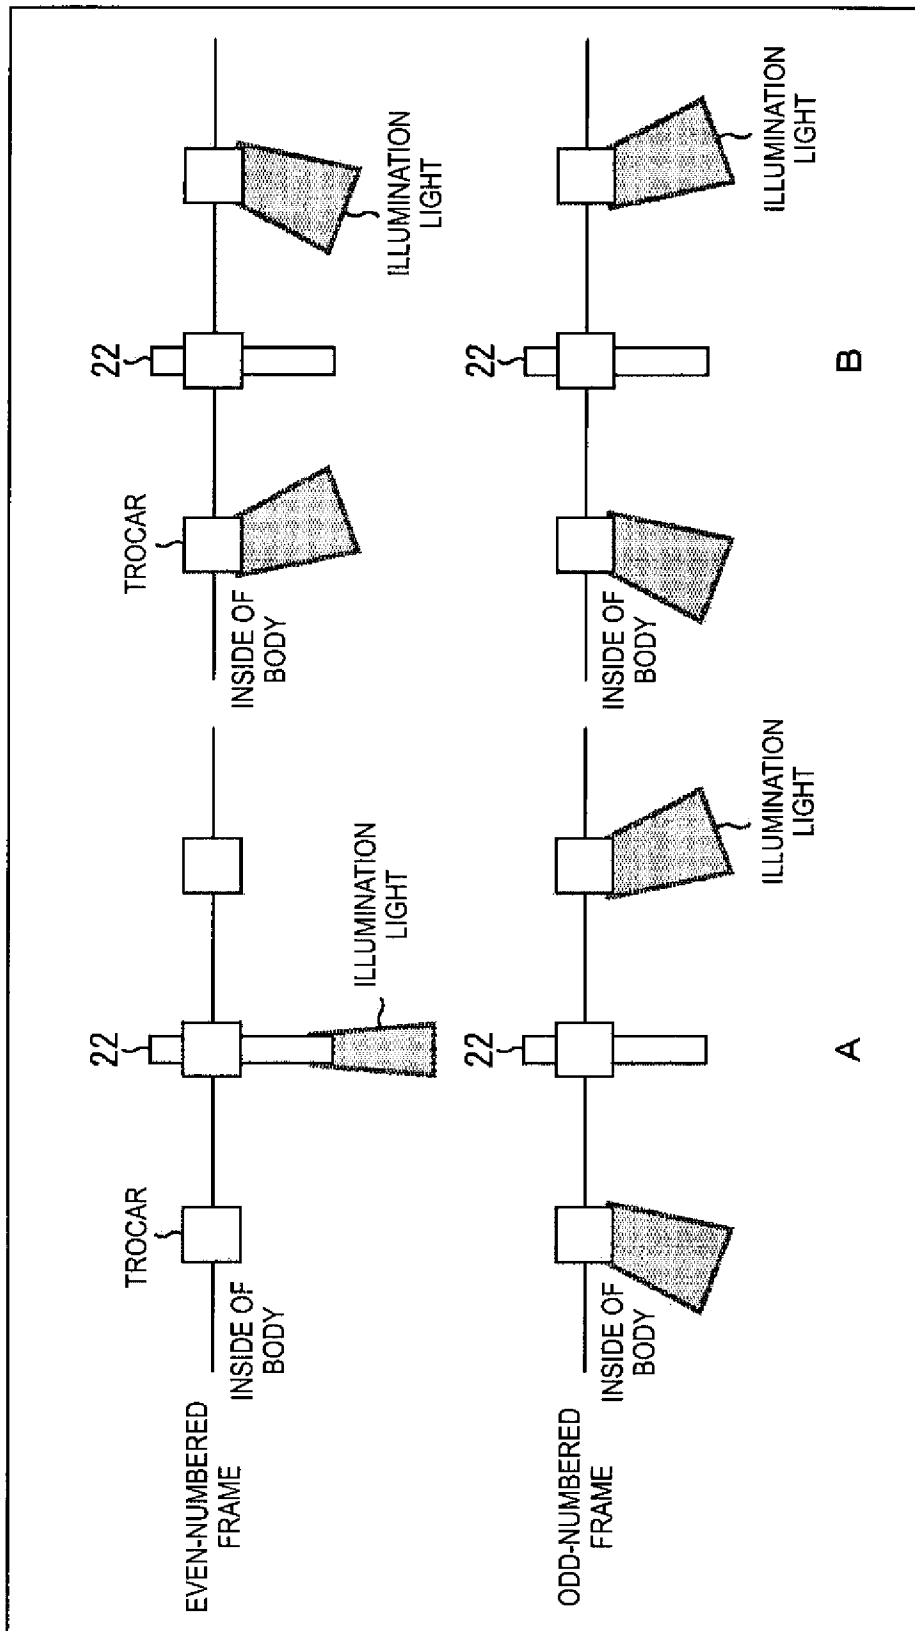 EVEN-NUMBERED
FRAME
TROCAR
22
INSIDE OF
BODY
ILLUMINATION
LIGHT
TROCAR
22
INSIDE OF
BODY
ILLUMINATION
LIGHT
ODD-NUMBERED
FRAME
22
INSIDE OF
BODY
ILLUMINATION
LIGHT
22
INSIDE OF
BODY
ILLUMINATION
LIGHT
A
B